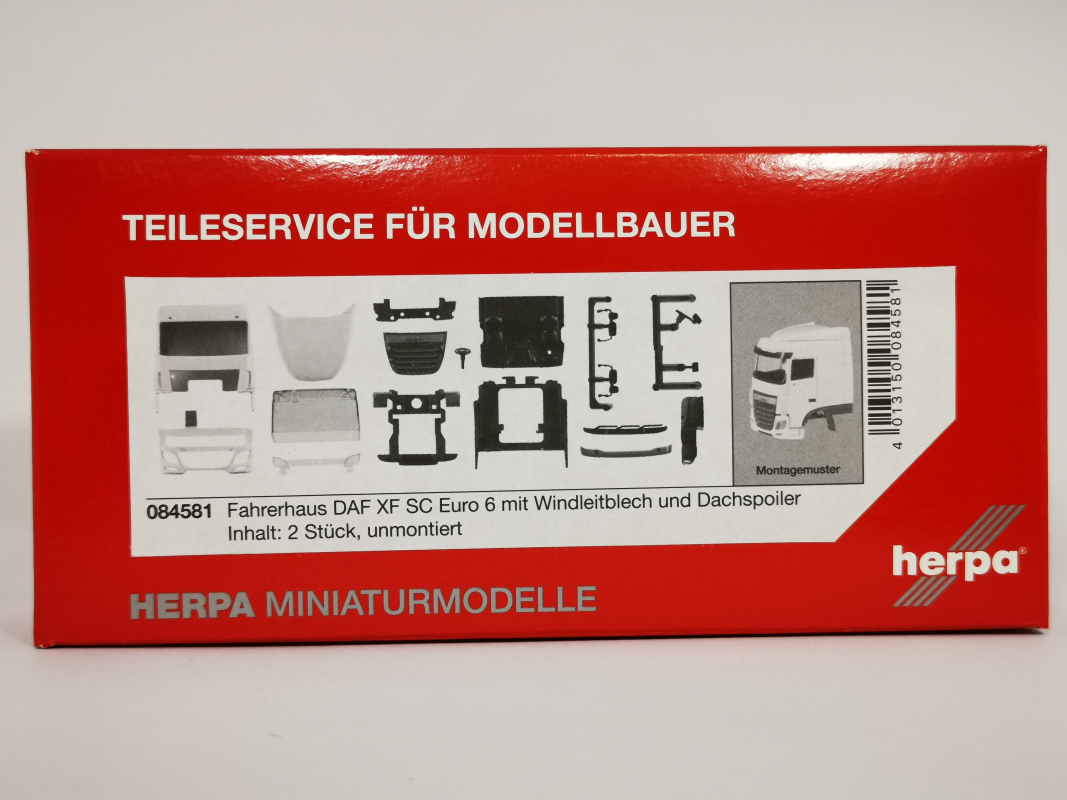 TEILESERVICE FÜR MODELLBAUER
Montagemuster
4 013150 084581
084581 Fahrerhaus DAF XF SC Euro 6 mit Windleitblech und Dachspoiler
Inhalt: 2 Stück, unmontiert
herpa®
HERPA MINIATURMODELLE